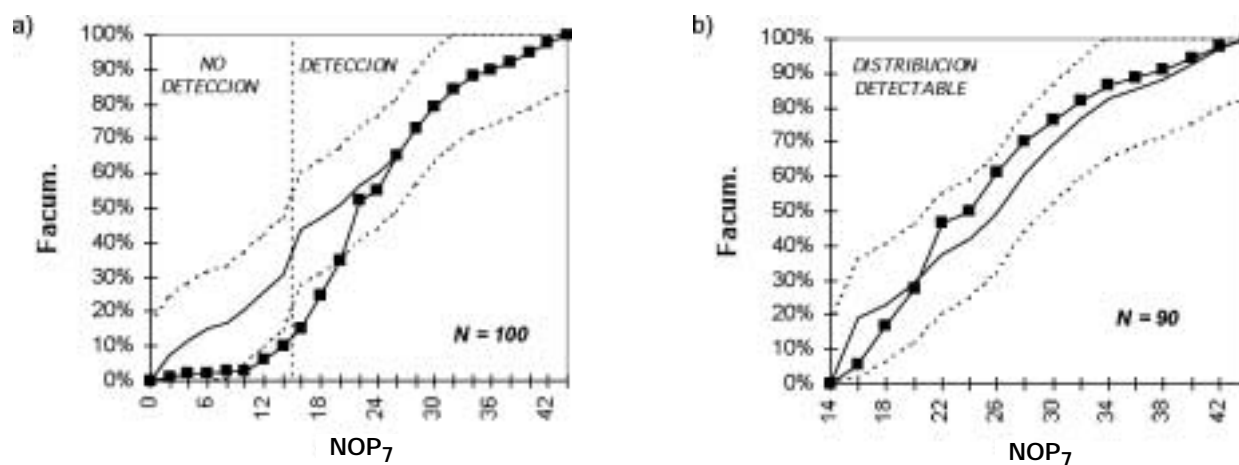 a)
100%
90%
80%
70%
60%
50%
40%
30%
20%
10%
0%
Facum.
NO
DETECCION
DETECCION
N = 100
0
6
12
18
24
30
36
42
NOP7
b)
100%
90%
80%
70%
60%
50%
40%
30%
20%
10%
0%
Facum.
DISTRIBUCION
DETECTABLE
N = 90
14
18
22
26
30
34
38
42
NOP7